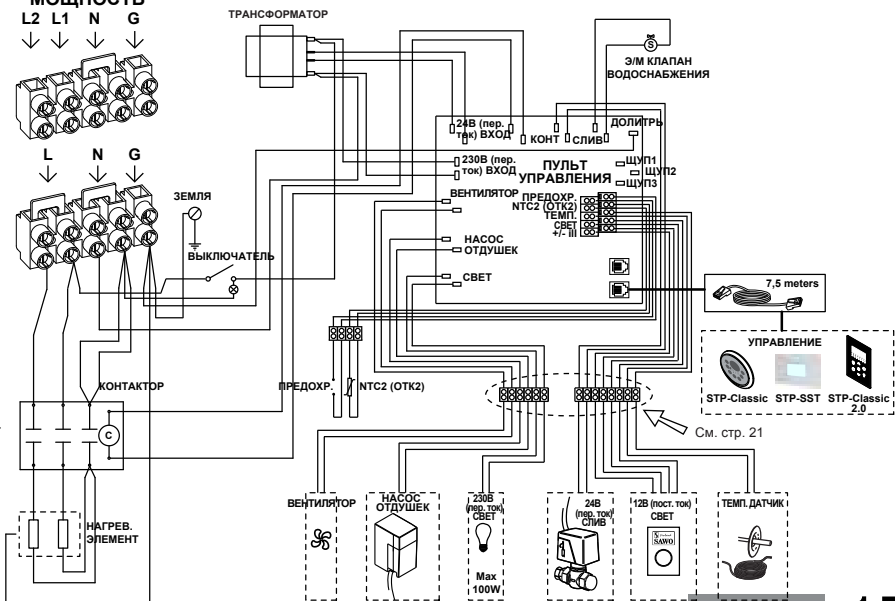 МОЩНОСТЬ
L2 L1 N G
ТРАНСФОРМАТОР
S
Э/М КЛАПАН
ВОДОСНАБЖЕНИЯ
24В (пер.
ток) ВХОД
КОНТ
СЛИВ
ДОЛИТРЬ
230В (пер.
ток) ВХОД
ПУЛЬТ
УПРАВЛЕНИЯ
ЩУП1
ЩУП2
ЩУП3
L N G
ЗЕМЛЯ
ВЫКЛЮЧАТЕЛЬ
ВЕНТИЛЯТОР
ПРЕДОХР.
NTC2 (ОТК2)
ТЕМП.
СВЕТ
+/- III
НАСОС
ОТДУШЕК
СВЕТ
7,5 meters
УПРАВЛЕНИЕ
STP-Classic
STP-SST
STP-Classic
2.0
КОНТАКТОР
C
ПРЕДОХР.
NTC2 (ОТК2)
См. стр. 21
НАГРЕВ.
ЭЛЕМЕНТ
ВЕНТИЛЯТОР
НАСОС
ОТДУШЕК
230В
(пер. ток)
СВЕТ
Max
100W
24В
(пер. ток)
СЛИВ
12В (пост. ток)
СВЕТ
SAWO
ТЕМП. ДАТЧИК